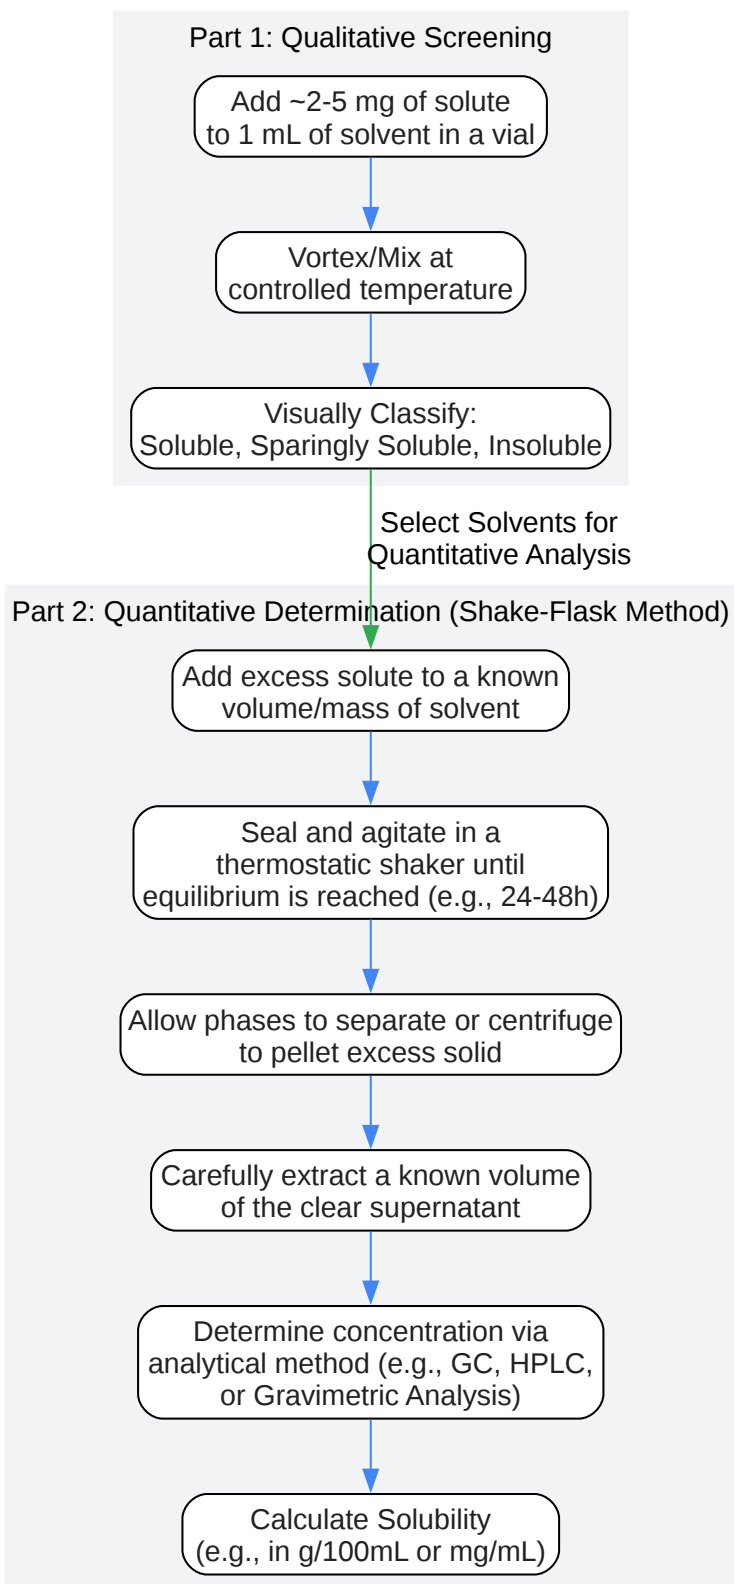 Part 1: Qualitative Screening
Add ~2-5 mg of solute
to 1 mL of solvent in a vial
Vortex/Mix at
controlled temperature
Visually Classify:
Soluble, Sparingly Soluble, Insoluble
Select Solvents for
Quantitative Analysis
Part 2: Quantitative Determination (Shake-Flask Method)
Add excess solute to a known
volume/mass of solvent
Seal and agitate in a
thermostatic shaker until
equilibrium is reached (e.g., 24-48h)
Allow phases to separate or centrifuge
to pellet excess solid
Carefully extract a known volume
of the clear supernatant
Determine concentration via
analytical method (e.g., GC, HPLC,
or Gravimetric Analysis)
Calculate Solubility
(e.g., in g/100mL or mg/mL)